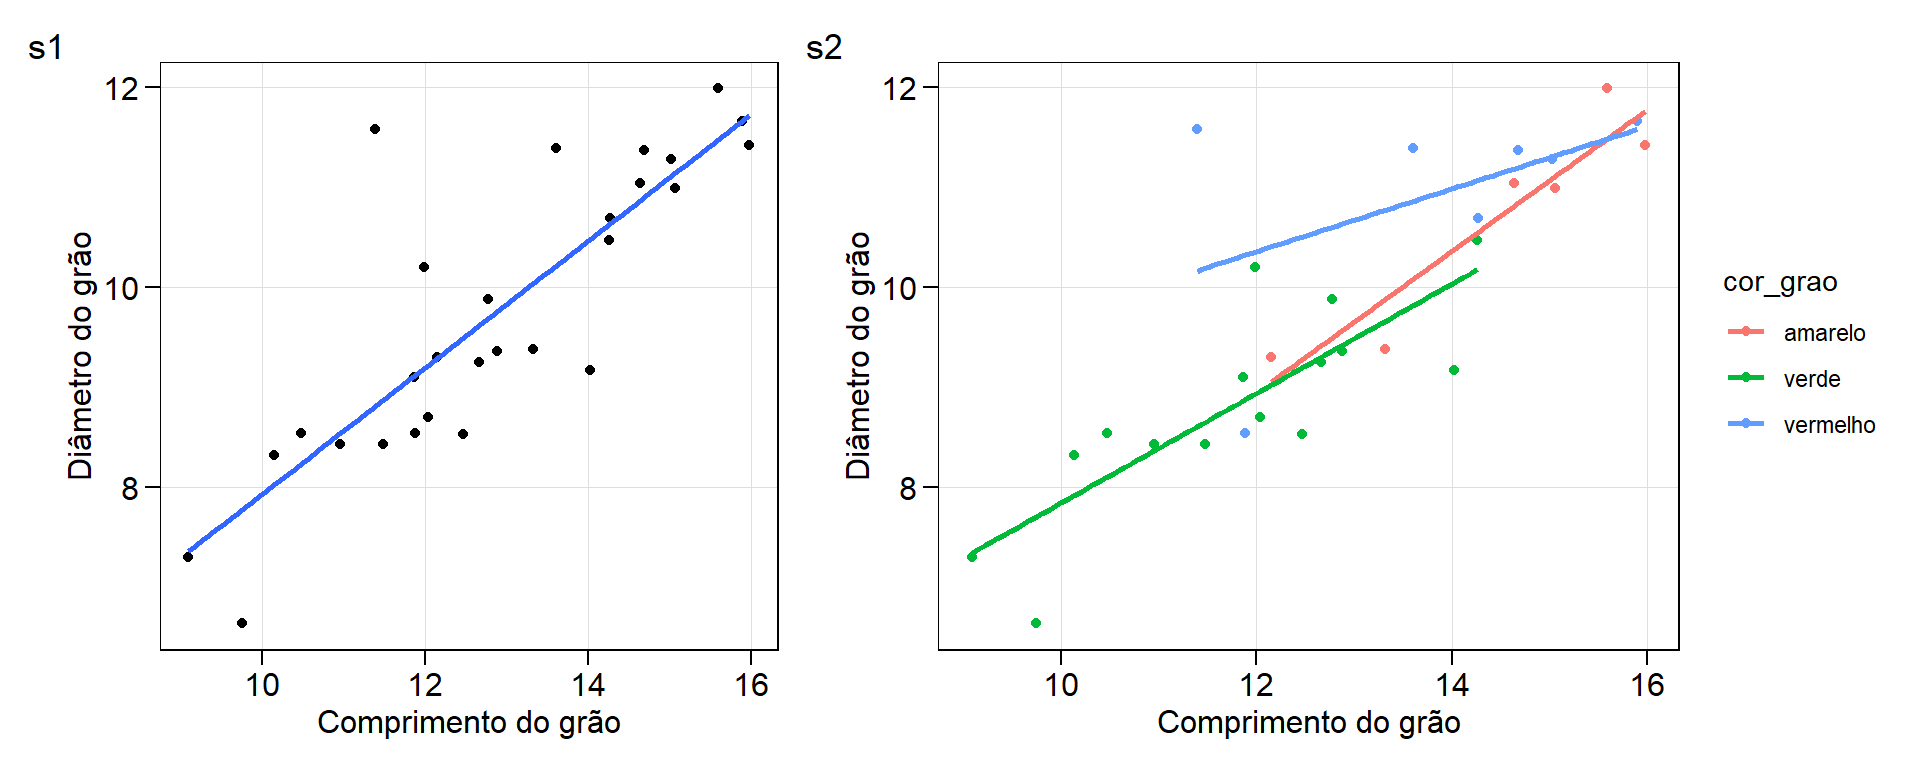 s1
12
10
8
Diâmetro do grão
10 12 14 16
Comprimento do grão
s2
12
10
8
Diâmetro do grão
10 12 14 16
Comprimento do grão
cor_grao
amarelo
verde
vermelho